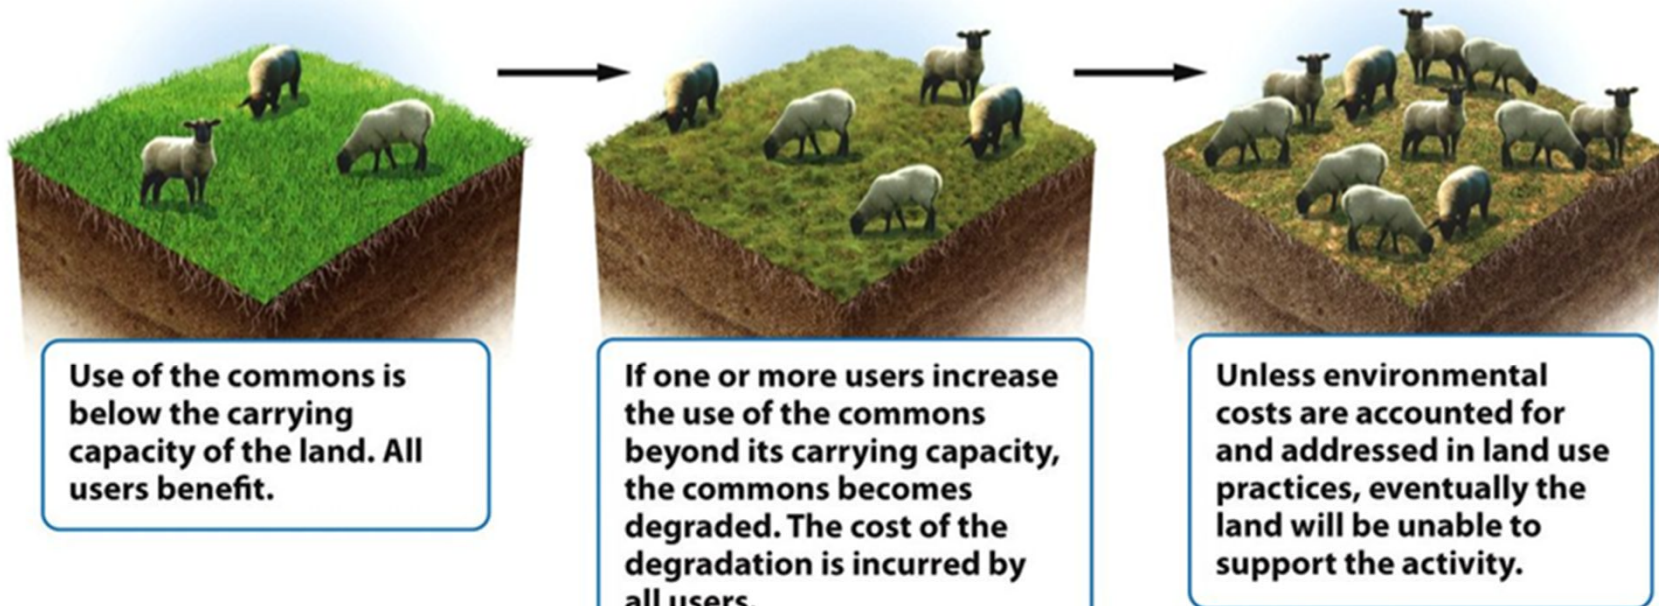 Use of the commons is
below the carrying
capacity of the land. All
users benefit.
If one or more users increase
the use of the commons
beyond its carrying capacity,
the commons becomes
degraded. The cost of the
degradation is incurred by
all users.
Unless environmental
costs are accounted for
and addressed in land use
practices, eventually the
land will be unable to
support the activity.